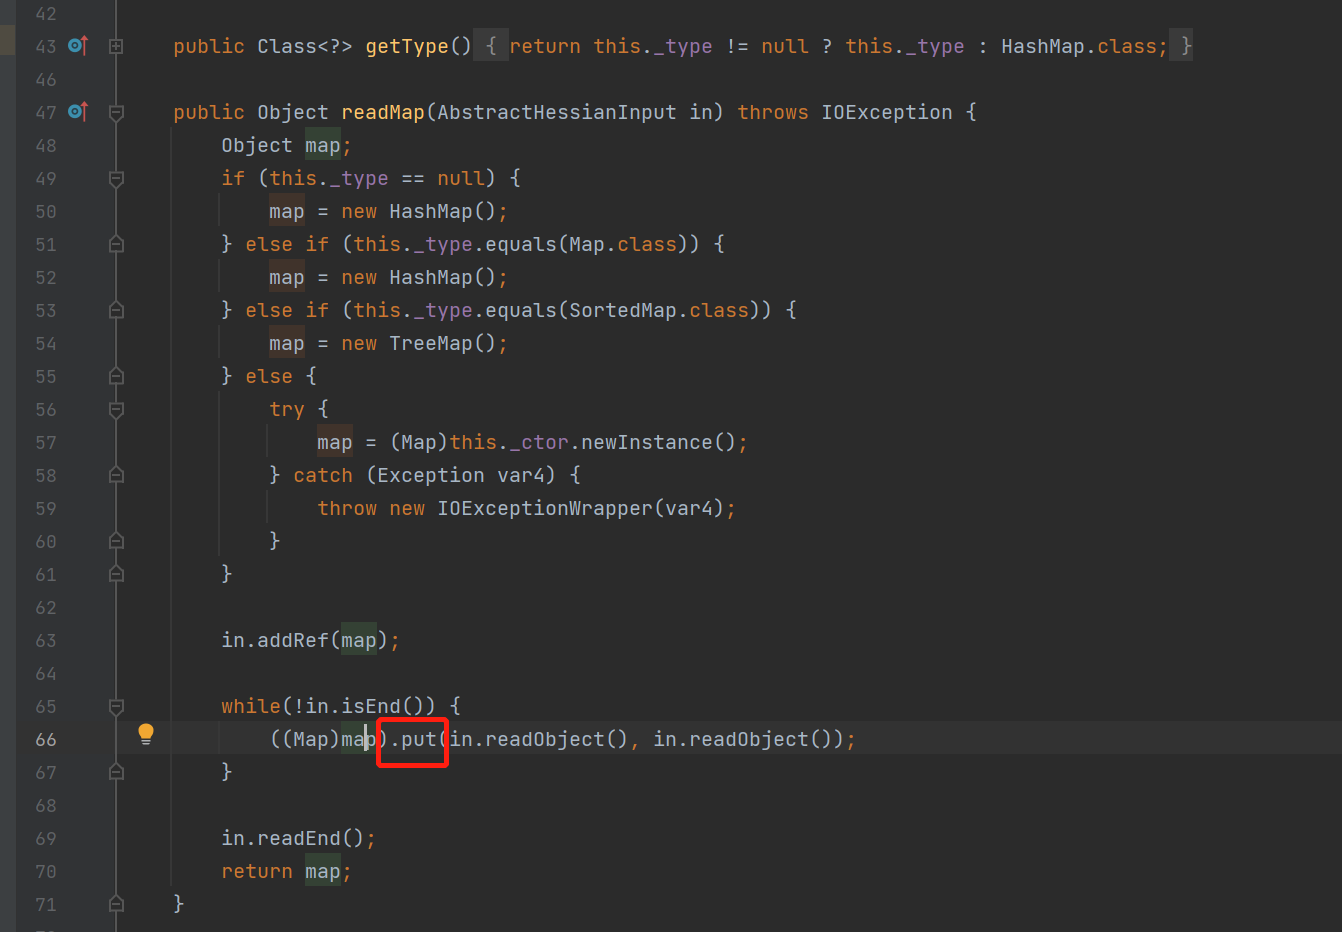 42
43 public Class<?> getType() { return this._type != null ? this._type : HashMap.class; }
46
47 public Object readMap(AbstractHessianInput in) throws IOException {
48 Object map;
49 if (this._type == null) {
50 map = new HashMap();
51 } else if (this._type.equals(Map.class)) {
52 map = new HashMap();
53 } else if (this._type.equals(SortedMap.class)) {
54 map = new TreeMap();
55 } else {
56 try {
57 map = (Map)this._ctor.newInstance();
58 } catch (Exception var4) {
59 throw new IOExceptionWrapper(var4);
60 }
61 }
62
63 in.addRef(map);
64
65 while(!in.isEnd()) {
66 ((Map)map).put(in.readObject(), in.readObject());
67 }
68
69 in.readEnd();
70 return map;
71 }